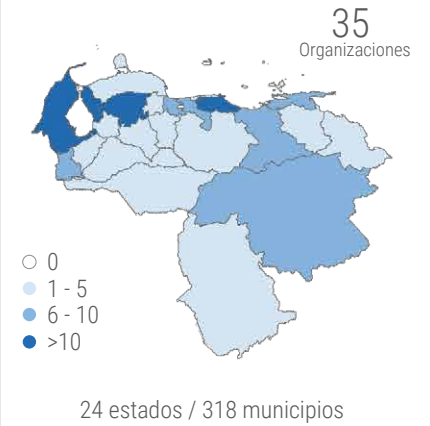 35
Organizaciones
0
1 - 5
6 - 10
>10
24 estados / 318 municipios